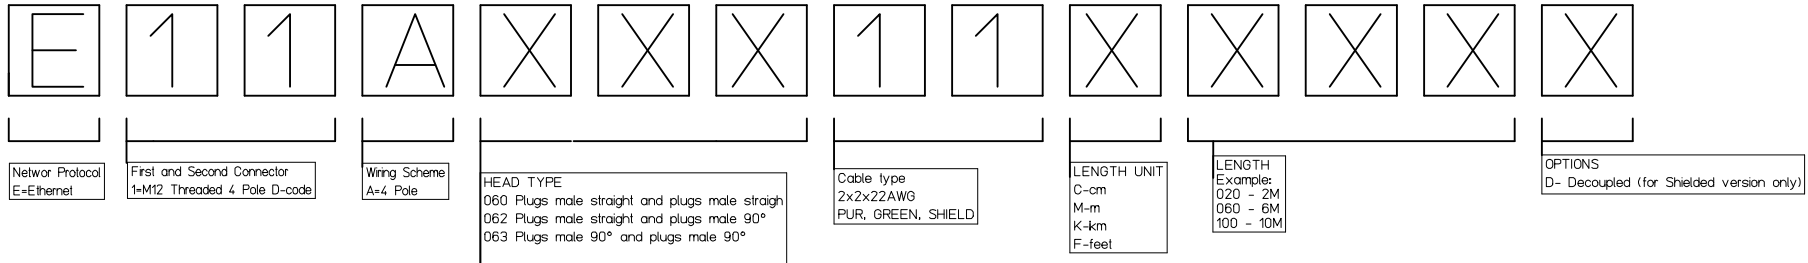 E 1 1 A X X X 1 1 X X X X X
Networ Protocol
E=Ethernet
First and Second Connector
1=M12 Threaded 4 Pole D-code
Wiring Scheme
A=4 Pole
HEAD TYPE
060 Plugs male straight and plugs male straigh
062 Plugs male straight and plugs male 90°
063 Plugs male 90° and plugs male 90°
Cable type
2x2x22AWG
PUR, GREEN, SHIELD
LENGTH UNIT
C-cm
M-m
K-km
F-feet
LENGTH
Example:
020 - 2M
060 - 6M
100 - 10M
OPTIONS
D- Decoupled (for Shielded version only)